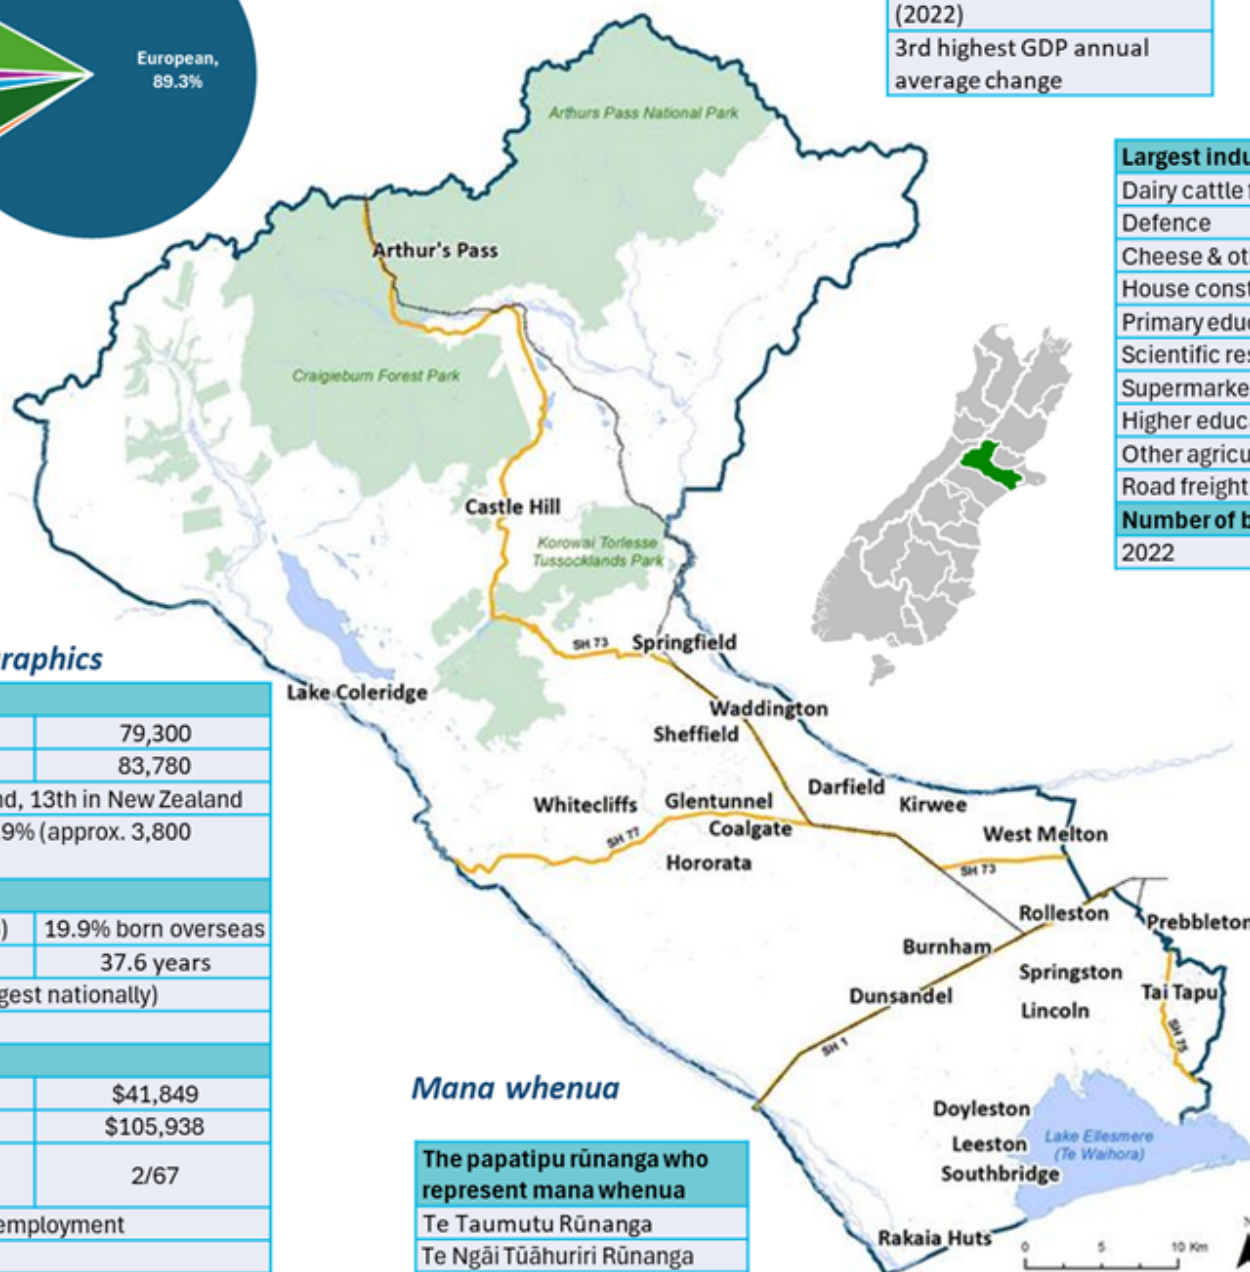 European,
89.3%
(2022)
3rd highest GDP annual
average change
Arthurs Pass National Park
Largest indu
Dairy cattle f
Defence
Cheese & oth
House const
Primary educ
Scientific res
Supermarke
Higher educa
Other agricu
Road freight
Number of b
2022
Arthur's Pass
Craigieburn Forest Park
Castle Hill
Korowai Torlesse
Tussocklands Park
SH 73
Springfield
Lake Coleridge
Waddington
Sheffield
Darfield
Kirwee
Whitecliffs
Glentunnel
Coalgate
SH 77
Hororata
West Melton
SH 73
Rolleston
Prebbleton
Burnham
Springston
Dunsandel
Lincoln
Tai Tapu
SH 75
SH 1
Doyleston
Leeston
Southbridge
Lake Ellesmere
(Te Waihora)
Rakaia Huts
0 5 10 Km
raphics
79,300
83,780
nd, 13th in New Zealand
9% (approx. 3,800
) 19.9% born overseas
37.6 years
gest nationally)
$41,849
$105,938
2/67
employment
Mana whenua
The papatipu rūnanga who
represent mana whenua
Te Taumutu Rūnanga
Te Ngāi Tūāhuriri Rūnanga